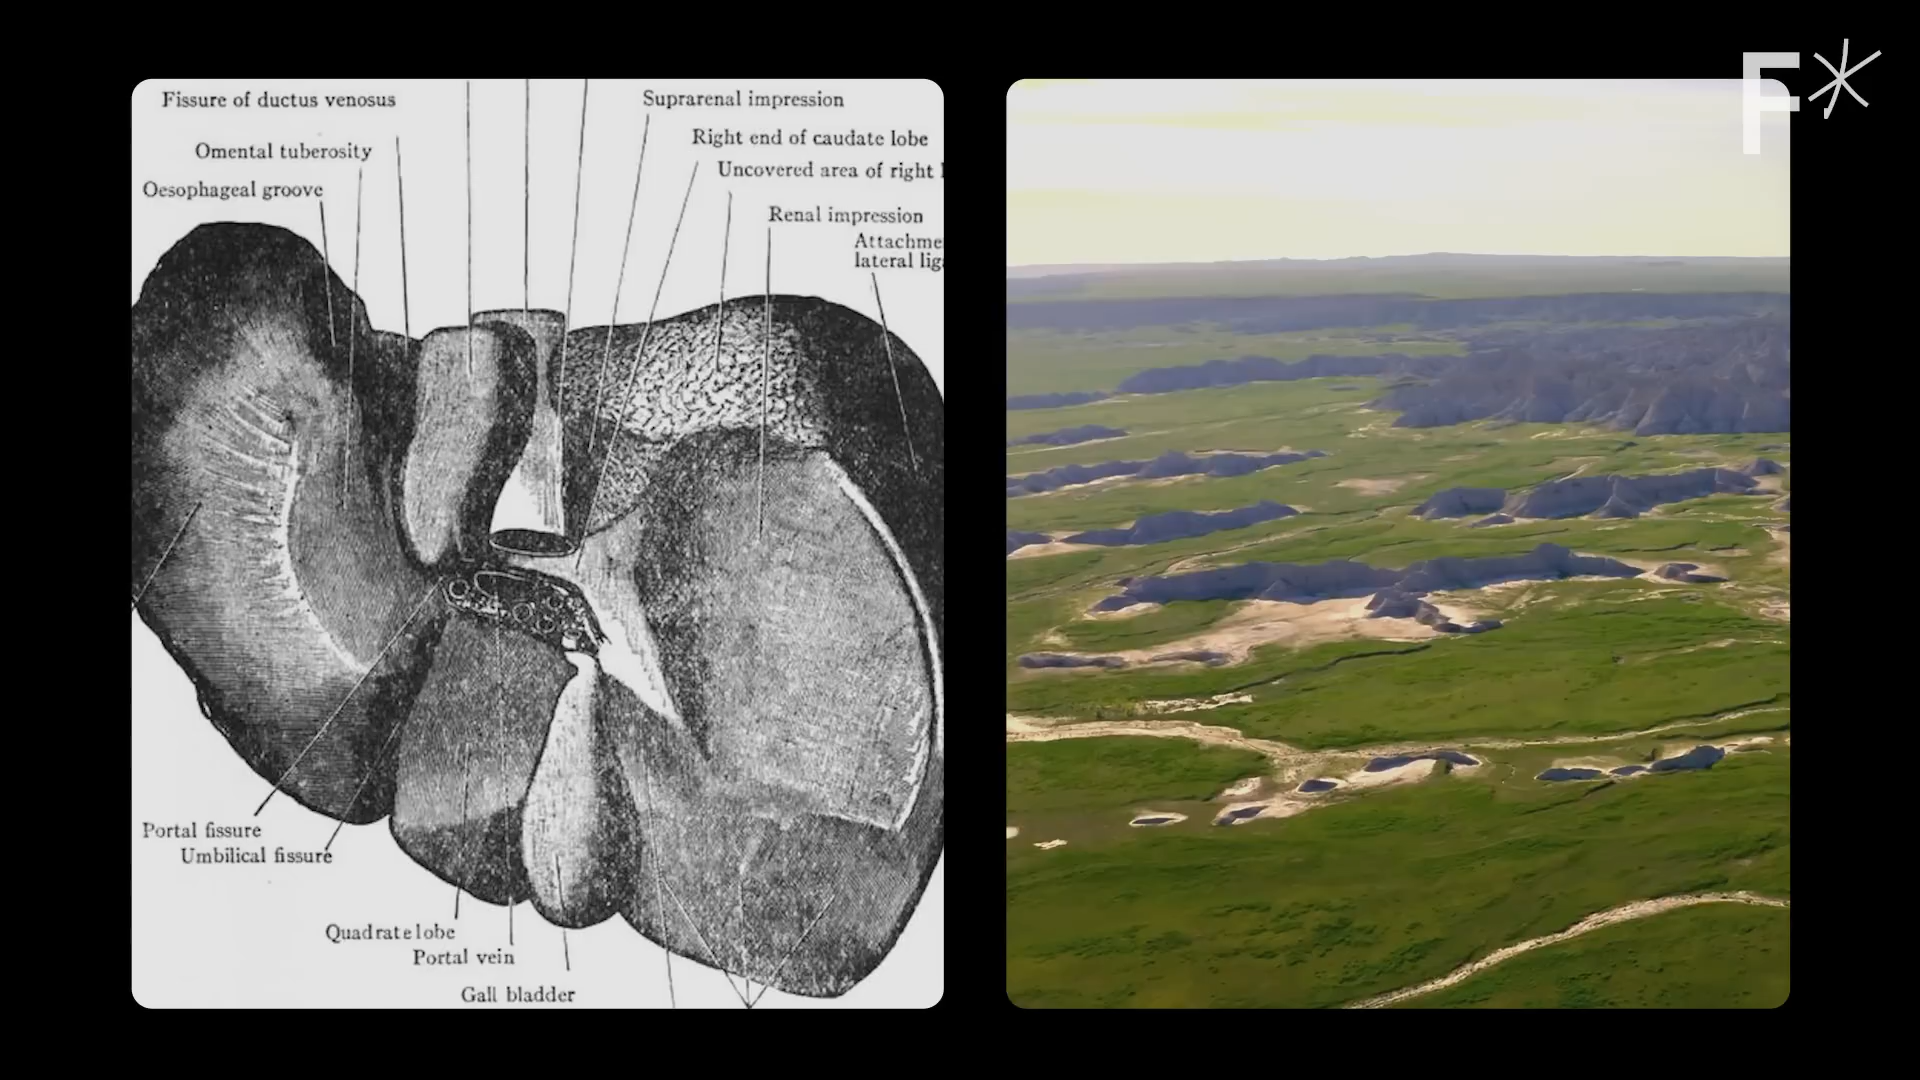 Fissure of ductus venosus
Suprarenal impression
Right end of caudate lobe
Omental tuberosity
Uncovered area of right
Oesophageal groove
Renal impression
Attachme
lateral lig
Portal fissure
Umbilical fissure
Quadrate lobe
Portal vein
Gall bladder
F*